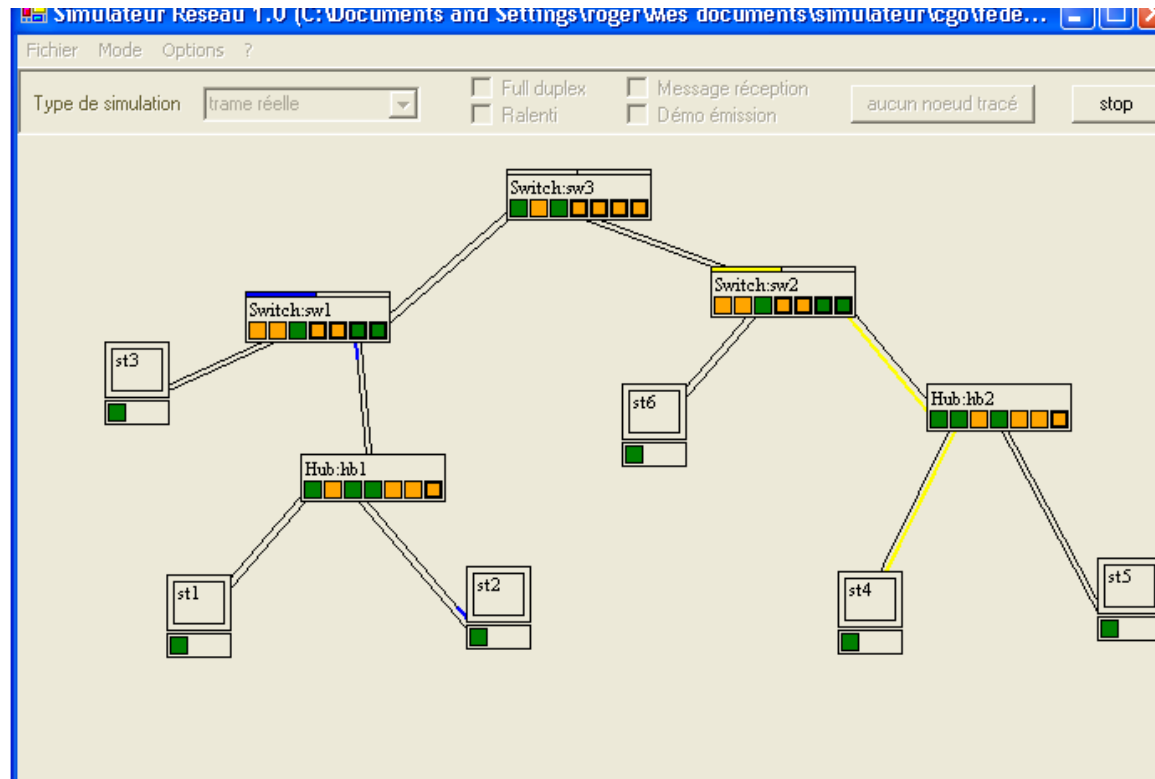 Simulateur Réseau 1.0 (C:\Documents and Settings\roger\Mes documents\simulateur\cgo\fede...
Fichier Mode Options ?
Type de simulation trame réelle Full duplex Message réception aucun noeud tracé stop
Ralenti Démo émission
Switch:sw3
Switch:sw2
Switch:sw1
st3
st6
Hub:hb2
Hub:hb1
st1
st2
st4
st5